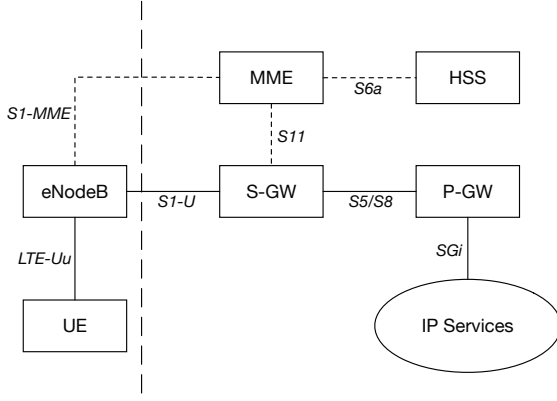 MME
HSS
S6a
S1-MME
S11
eNodeB
S-GW
P-GW
S1-U
S5/S8
LTE-Uu
SGi
UE
IP Services